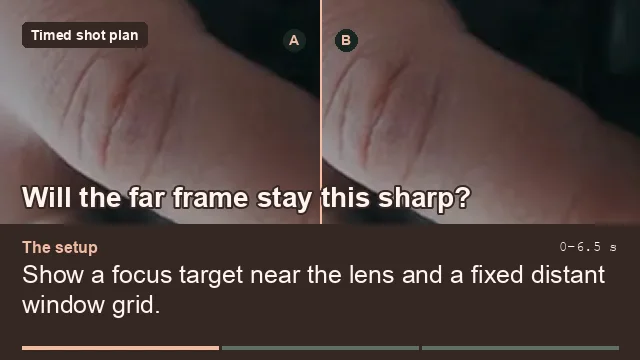 Timed shot plan
A
B
Will the far frame stay this sharp?
The setup
0–6.5 s
Show a focus target near the lens and a fixed distant
window grid.